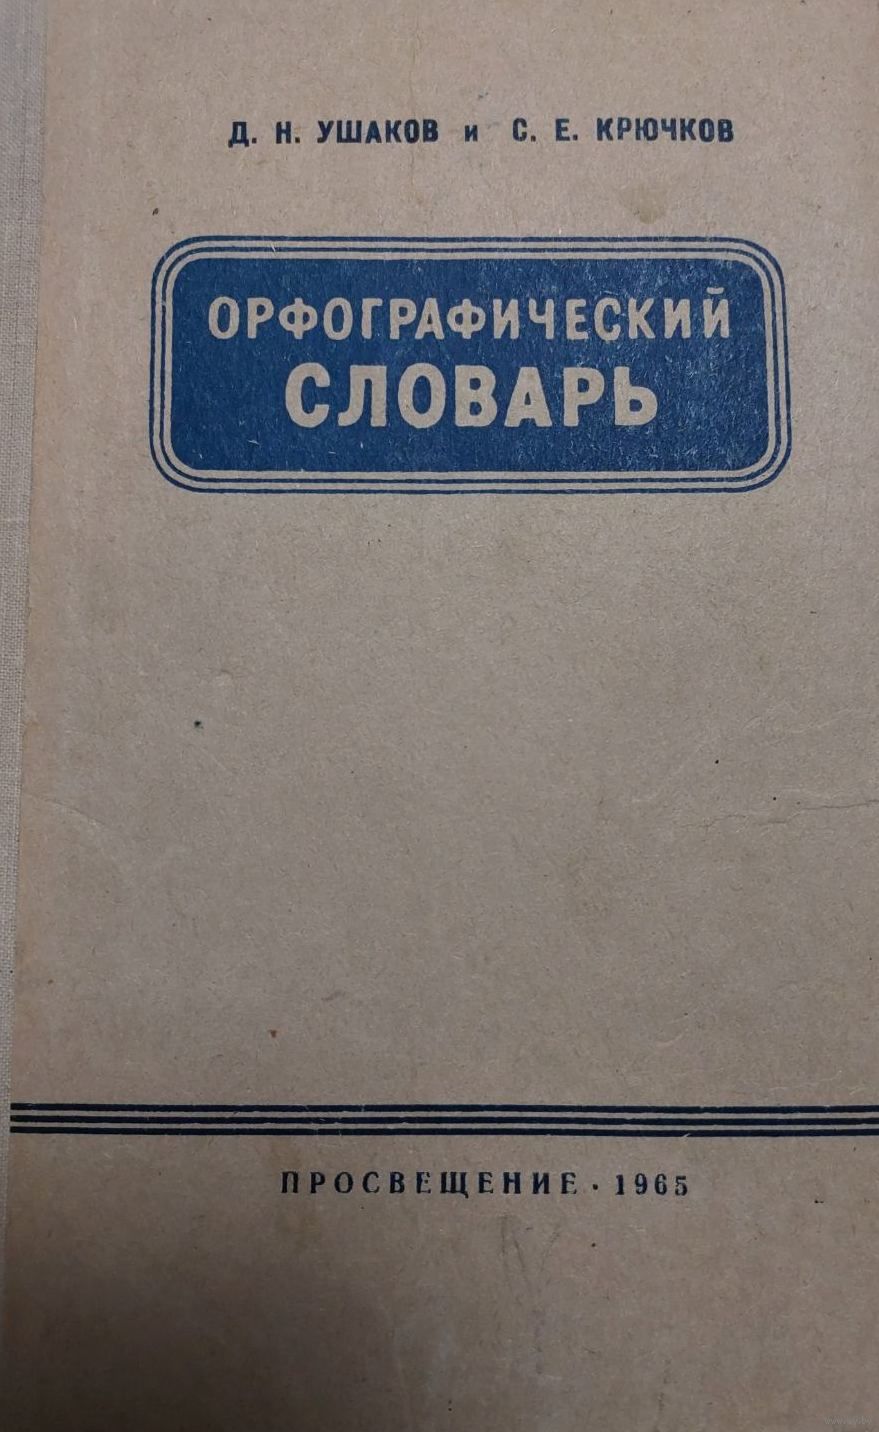 Д. Н. УШАКОВ и С. Е. КРЮЧКОВ
ОРФОГРАФИЧЕСКИЙ
СЛОВАРЬ
ПРОСВЕЩЕНИЕ · 1965